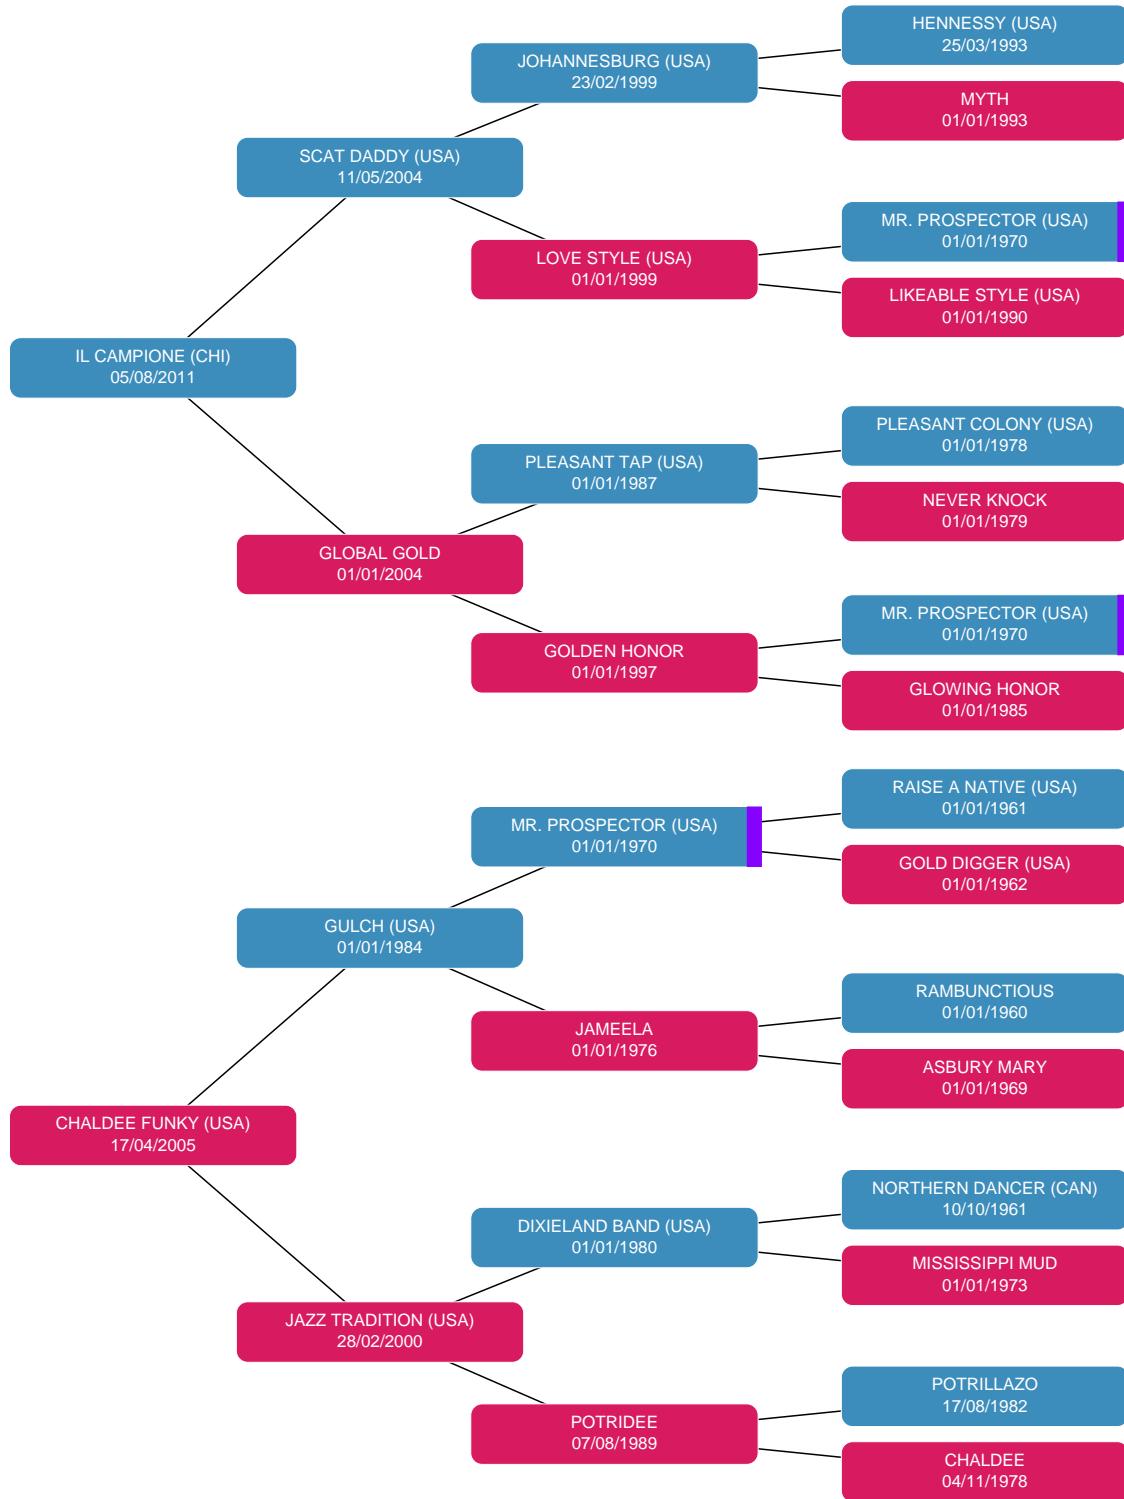 HENNESSY (USA)
25/03/1993
JOHANNESBURG (USA)
23/02/1999
MYTH
01/01/1993
SCAT DADDY (USA)
11/05/2004
MR. PROSPECTOR (USA)
01/01/1970
LOVE STYLE (USA)
01/01/1999
LIKEABLE STYLE (USA)
01/01/1990
IL CAMPIONE (CHI)
05/08/2011
PLEASANT COLONY (USA)
01/01/1978
PLEASANT TAP (USA)
01/01/1987
NEVER KNOCK
01/01/1979
GLOBAL GOLD
01/01/2004
MR. PROSPECTOR (USA)
01/01/1970
GOLDEN HONOR
01/01/1997
GLOWING HONOR
01/01/1985
RAISE A NATIVE (USA)
01/01/1961
MR. PROSPECTOR (USA)
01/01/1970
GOLD DIGGER (USA)
01/01/1962
GULCH (USA)
01/01/1984
RAMBUNCTIOUS
01/01/1960
JAMEELA
01/01/1976
ASBURY MARY
01/01/1969
CHALDEE FUNKY (USA)
17/04/2005
NORTHERN DANCER (CAN)
10/10/1961
DIXIELAND BAND (USA)
01/01/1980
MISSISSIPPI MUD
01/01/1973
JAZZ TRADITION (USA)
28/02/2000
POTRILLAZO
17/08/1982
POTRIDEE
07/08/1989
CHALDEE
04/11/1978